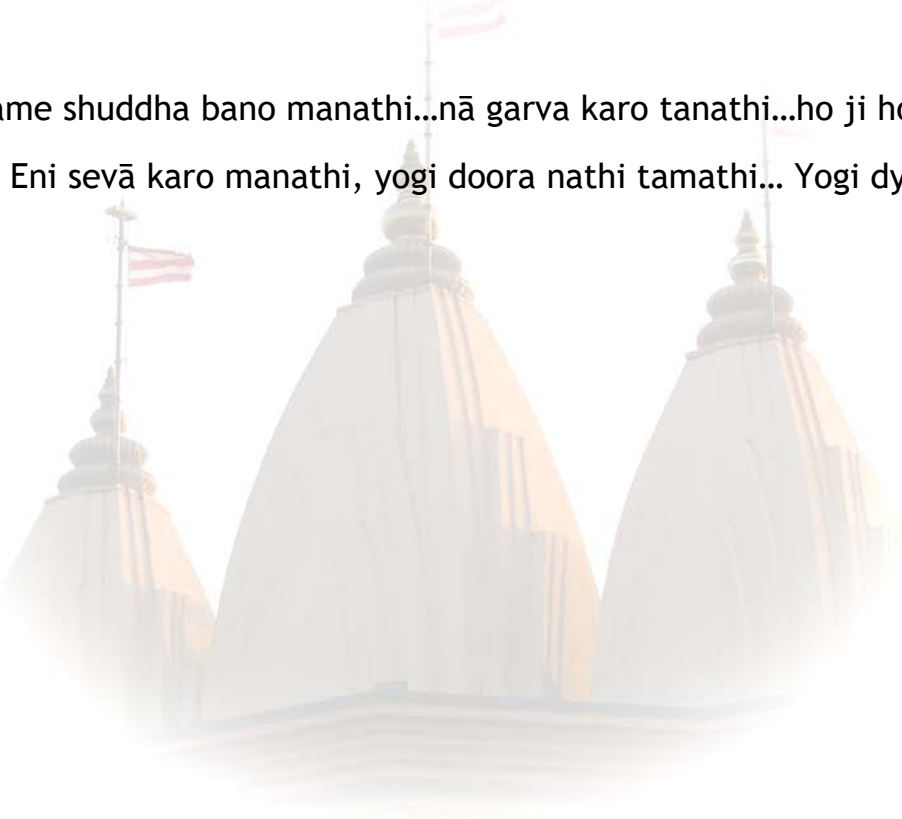 ame shuddha bano manathi…nā garva karo tanathi…ho ji ho
Eni sevā karo manathi, yogi doora nathi tamathi… Yogi dy